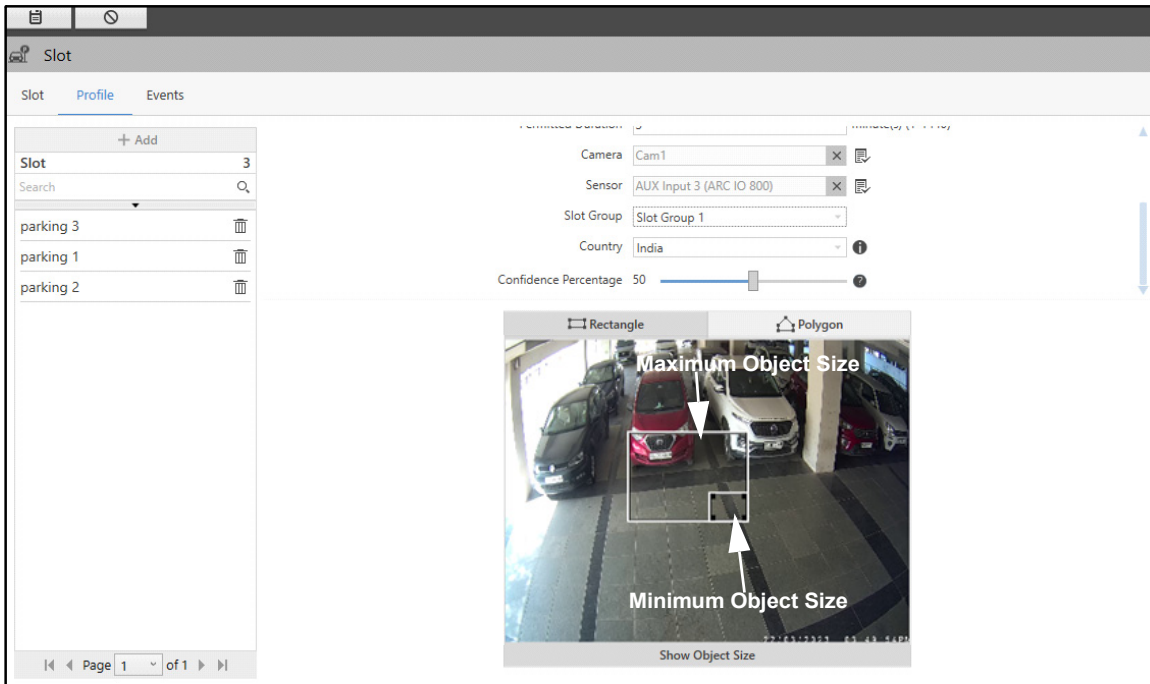 Slot
Slot Profile Events
+ Add
Slot 3
Search
parking 3
parking 1
parking 2
Page 1 of 1
Camera Cam1
Sensor AUX Input 3 (ARC IO 800)
Slot Group Slot Group 1
Country India
Confidence Percentage 50
Rectangle Polygon
Maximum Object Size
Minimum Object Size
Show Object Size